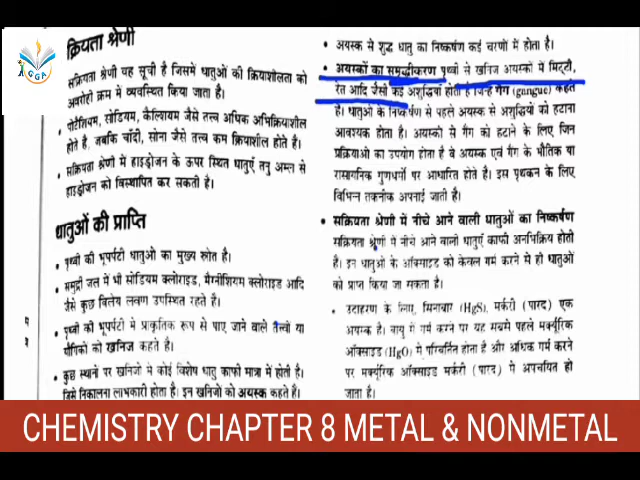 क्रियता श्रेणी
सक्रियता श्रेणी यह सूची है जिसमें धातुओं की क्रियाशीलता को
अवरोही क्रम में व्यवस्थित किया जाता है।
पोटैशियम, सोडियम, कैल्शियम जैसे तत्त्व अधिक अभिक्रियाशील
होते है, जबकि चाँदी, सोना जैसे तत्त्व कम क्रियाशील होते है।
सक्रियता श्रेणी में हाइड्रोजन के ऊपर स्थित धातुएँ तनु अम्ल से
हाइड्रोजन को विस्थापित कर सकती है।
धातुओं की प्राप्ति
• पृथ्वी की भूपर्पटी धातुओं का मुख्य स्रोत है।
• समुद्री जल में भी सोडियम क्लोराइड, मैग्नीशियम क्लोराइड आदि
जैसे कुछ विलेय लवण उपस्थित रहते है।
• पृथ्वी की भूपर्पटी मे प्राकृतिक रूप से पाए जाने वाले तत्त्वों या
यौगिकों को खनिज कहते है।
• कुछ स्थानों पर खनिजों मे कोई विशेष धातु काफी मात्रा में होती है।
जिसे निकालना लाभकारी होता है। इन खनिजों को अयस्क कहते है।
• अयस्क से शुद्ध धातु का निष्कर्षण कई चरणों में होता है।
• अयस्कों का समृद्धीकरण पृथ्वी से खनिज अयस्कों में मिट्टी,
रेत आदि जैसी कई अशुद्धियाँ होती है जिन्हें गैंग (gangue) कहते
है। धातुओं के निष्कर्षण से पहले अयस्क से अशुद्धियों को हटाना
आवश्यक होता है। अयस्कों से गैंग को हटाने के लिए जिन
प्रक्रियाओं का उपयोग होता है वे अयस्क एवं गैंग के भौतिक या
रासायनिक गुणधर्मों पर आधारित होते है। इस पृथकन के लिए
विभिन्न तकनीक अपनाई जाती है।
• सक्रियता श्रेणी में नीचे आने वाली धातुओं का निष्कर्षण
सक्रियता श्रेणी में नीचे आने वाली धातुएँ काफी अनभिक्रिय होती
है। इन धातुओं के ऑक्साइड को केवल गर्म करने से ही धातुओं
को प्राप्त किया जा सकता है।
उदाहरण के लिए, सिनाबार (HgS), मर्करी (पारद) एक
अयस्क है। वायु में गर्म करने पर यह सबसे पहले मर्क्यूरिक
ऑक्साइड (HgO) में परिवर्तित होता है और अधिक गर्म करने
पर मर्क्यूरिक ऑक्साइड मर्करी (पारद) में अपचयित हो
जाता है।
CHEMISTRY CHAPTER 8 METAL & NONMETAL